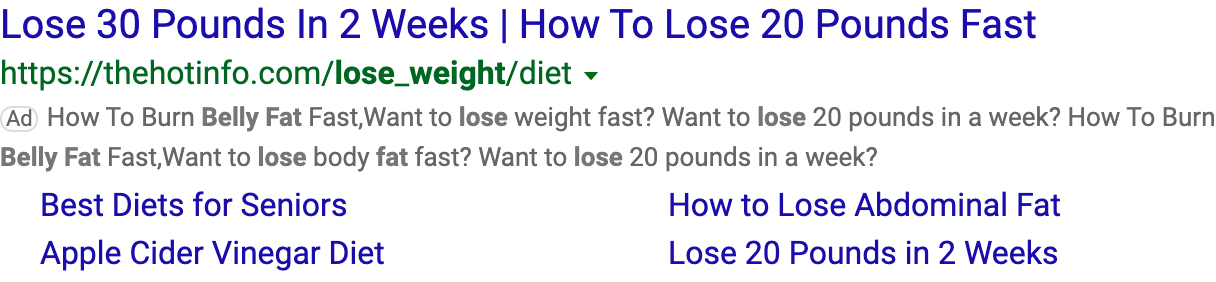 Lose 30 Pounds In 2 Weeks | How To Lose 20 Pounds Fast
https://thehotinfo.com/lose_weight/diet
Ad How To Burn Belly Fat Fast,Want to lose weight fast? Want to lose 20 pounds in a week? How To Burn
Belly Fat Fast,Want to lose body fat fast? Want to lose 20 pounds in a week?
Best Diets for Seniors
How to Lose Abdominal Fat
Apple Cider Vinegar Diet
Lose 20 Pounds in 2 Weeks